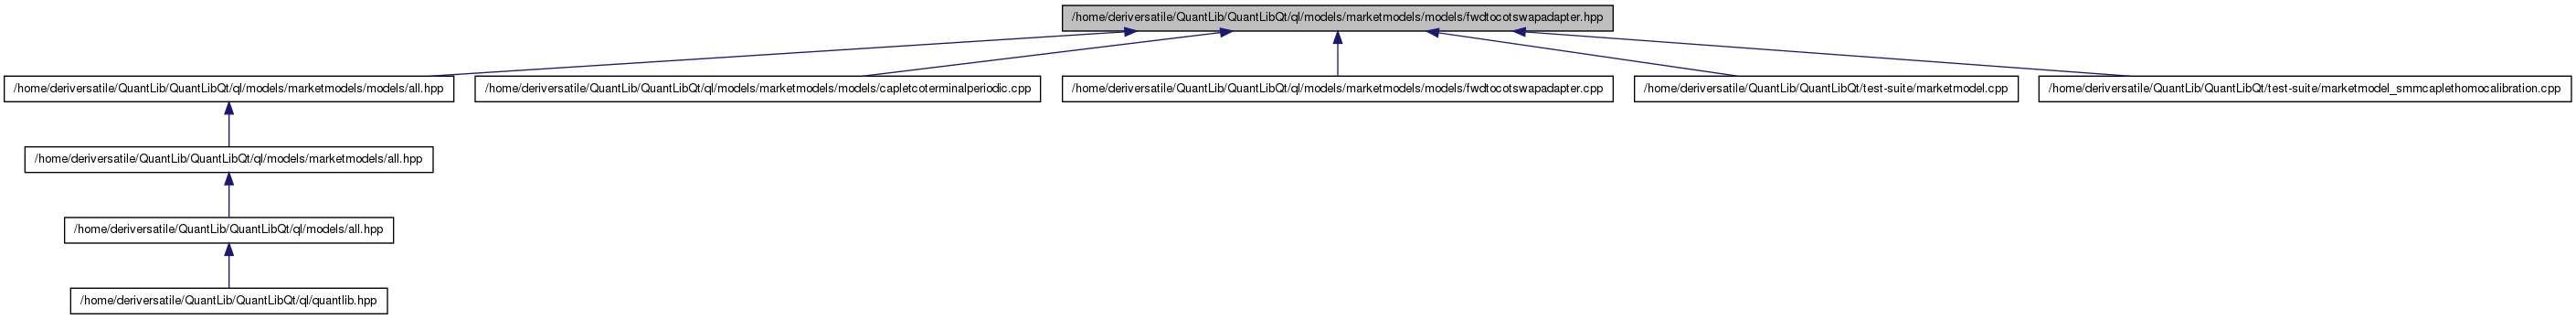 /home/deriversatile/QuantLib/QuantLibQt/ql/models/marketmodels/models/fwdtocotswapadapter.hpp
/home/deriversatile/QuantLib/QuantLibQt/ql/models/marketmodels/models/all.hpp
/home/deriversatile/QuantLib/QuantLibQt/ql/models/marketmodels/models/capletcoterminalperiodic.cpp
/home/deriversatile/QuantLib/QuantLibQt/ql/models/marketmodels/models/fwdtocotswapadapter.cpp
/home/deriversatile/QuantLib/QuantLibQt/test-suite/marketmodel.cpp
/home/deriversatile/QuantLib/QuantLibQt/test-suite/marketmodel_smmcaplethomocalibration.cpp
/home/deriversatile/QuantLib/QuantLibQt/ql/models/marketmodels/all.hpp
/home/deriversatile/QuantLib/QuantLibQt/ql/models/all.hpp
/home/deriversatile/QuantLib/QuantLibQt/ql/quantlib.hpp